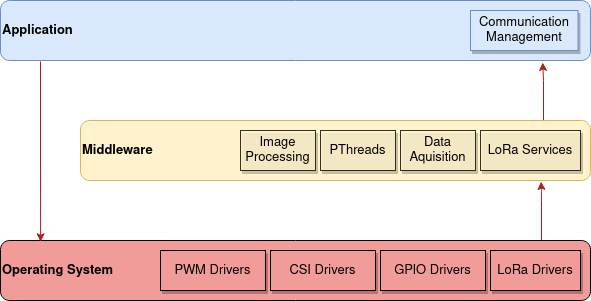 Application
Communication
Management
Middleware
Image
Processing
PThreads
Data
Aquisition
LoRa Services
Operating System
PWM Drivers
CSI Drivers
GPIO Drivers
LoRa Drivers